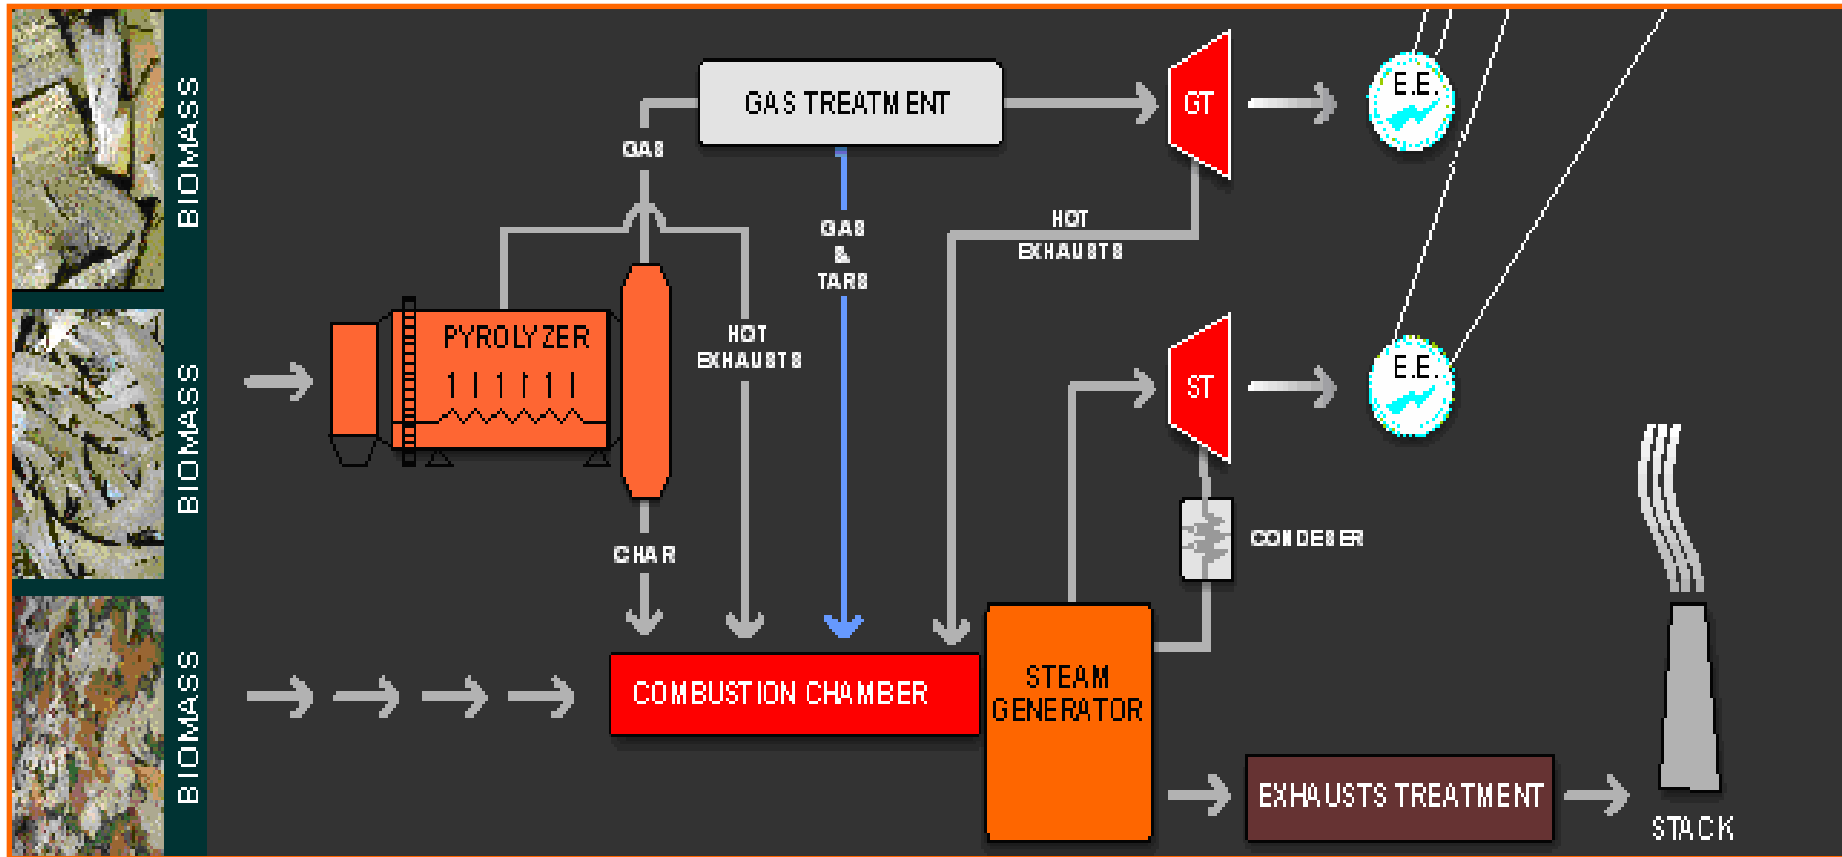 BIOMASS
BIOMASS
BIOMASS
GAS TREATMENT
GT
E.E.
GAS
GAS
&
TARS
HOT
EXHAUSTS
PYROLYZER
HOT
EXHAUSTS
ST
E.E.
CHAR
CONDESER
COMBUSTION CHAMBER
STEAM
GENERATOR
EXHAUSTS TREATMENT
STACK